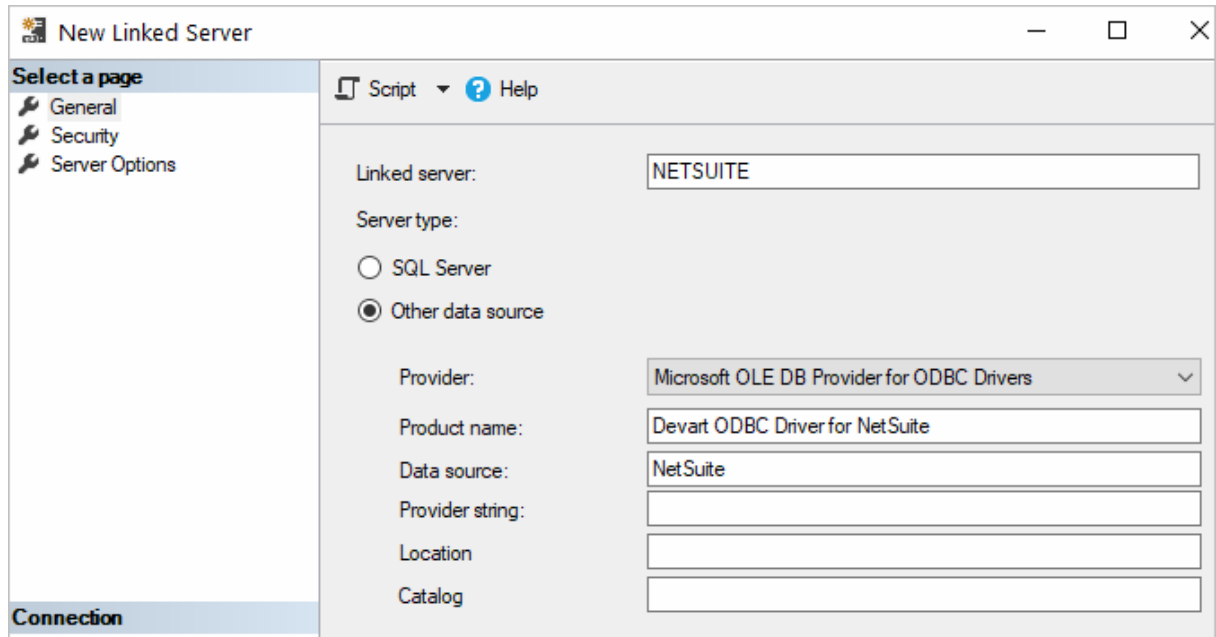 New Linked Server
Select a page
General
Security
Server Options
Connection
Script Help
Linked server: NETSUITE
Server type:
SQL Server
Other data source
Provider: Microsoft OLE DB Provider for ODBC Drivers
Product name: Devart ODBC Driver for NetSuite
Data source: NetSuite
Provider string:
Location
Catalog